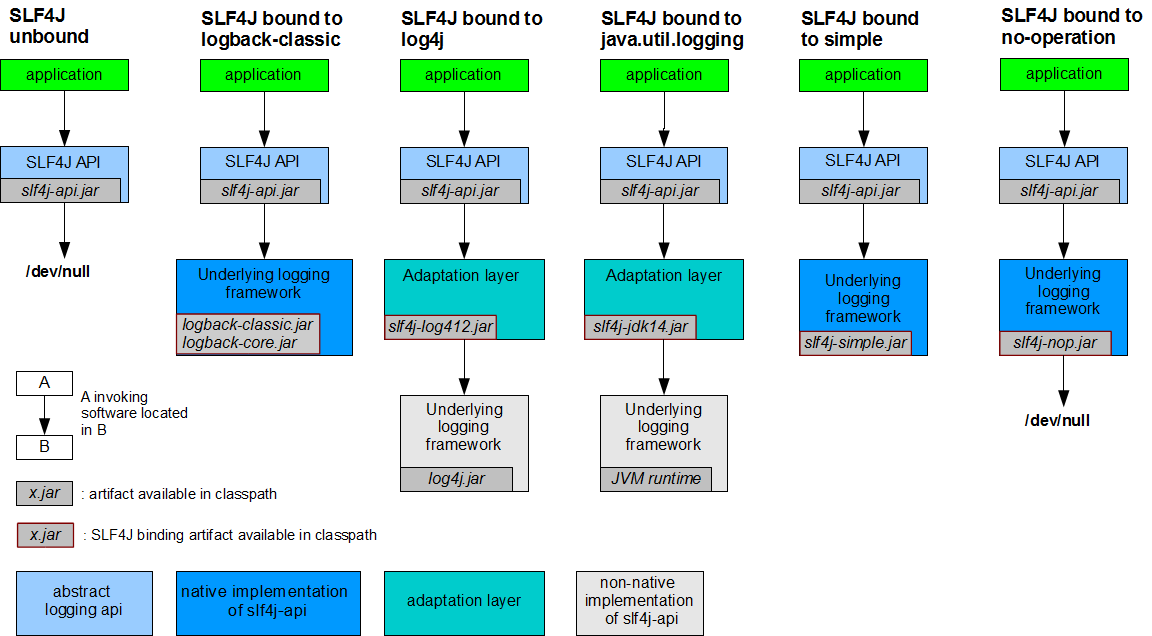 SLF4J
unbound
application
SLF4J API
slf4j-api.jar
/dev/null
SLF4J bound to
logback-classic
application
SLF4J API
slf4j-api.jar
Underlying logging
framework
logback-classic.jar
logback-core.jar
SLF4J bound to
log4j
application
SLF4J API
slf4j-api.jar
Adaptation layer
slf4j-log412.jar
Underlying
logging
framework
log4j.jar
SLF4J bound to
java.util.logging
application
SLF4J API
slf4j-api.jar
Adaptation layer
slf4j-jdk14.jar
Underlying
logging
framework
JVM runtime
SLF4J bound
to simple
application
SLF4J API
slf4j-api.jar
Underlying
logging
framework
slf4j-simple.jar
SLF4J bound to
no-operation
application
SLF4J API
slf4j-api.jar
Underlying
logging
framework
slf4j-nop.jar
/dev/null
A
B
A invoking
software located
in B
x.jar
: artifact available in classpath
x.jar
: SLF4J binding artifact available in classpath
abstract
logging api
native implementation
of slf4j-api
adaptation layer
non-native
implementation
of slf4j-api